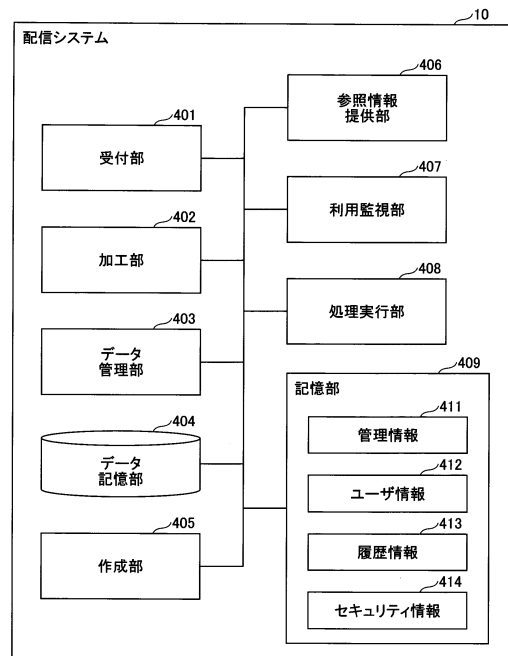 10
配信システム
401
受付部
402
加工部
403
データ
管理部
404
データ
記憶部
405
作成部
406
参照情報
提供部
407
利用監視部
408
処理実行部
409
記憶部
411
管理情報
412
ユーザ情報
413
履歴情報
414
セキュリティ情報